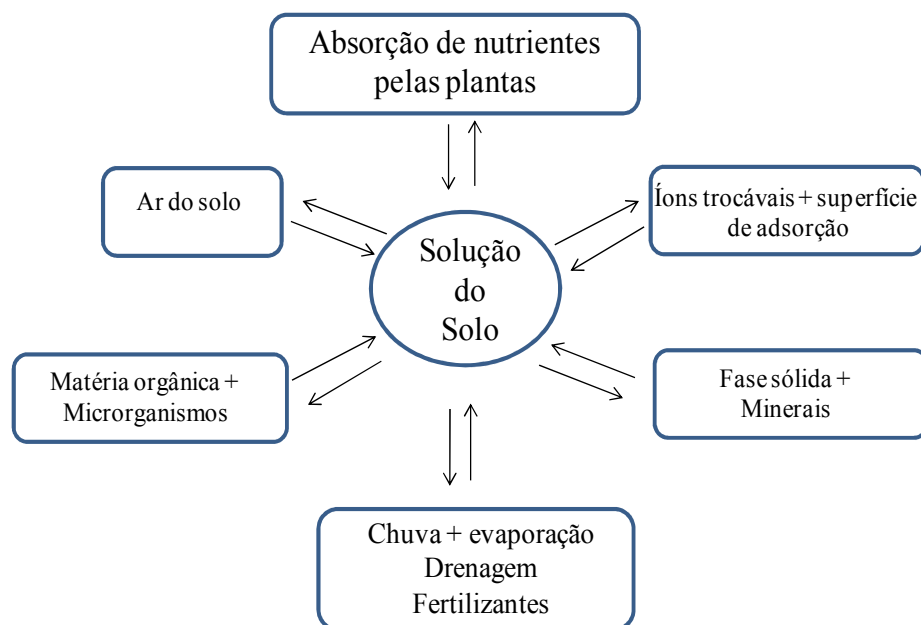 Absorção de nutrientes
pelas plantas
Ar do solo
Íons trocávais + superfície
de adsorção
Solução
do
Solo
Matéria orgânica +
Microrganismos
Fase sólida +
Minerais
Chuva + evaporação
Drenagem
Fertilizantes